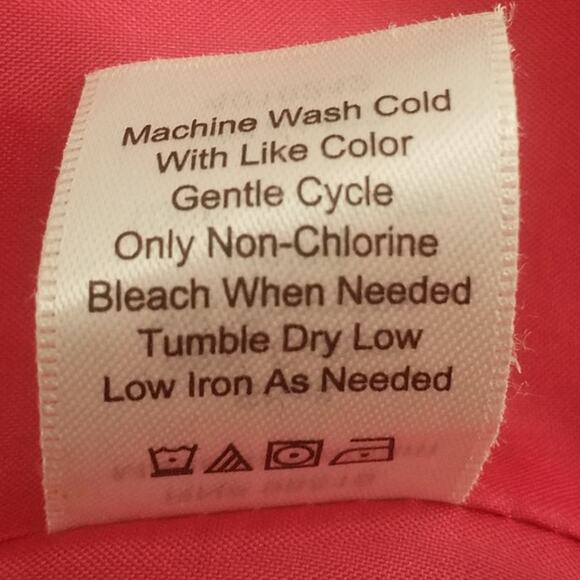 Machine Wash Cold
With Like Color
Gentle Cycle
Only Non-Chlorine
Bleach When Needed
Tumble Dry Low
Low Iron As Needed